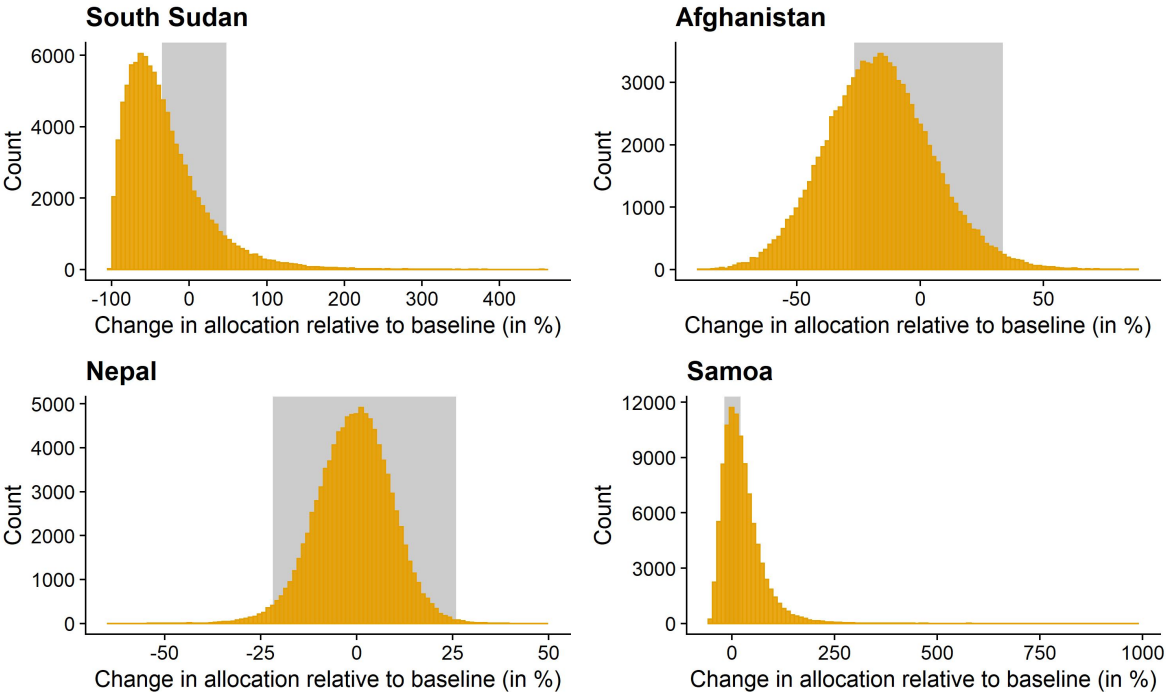 South Sudan
6000
4000
2000
0
Count
-100 0 100 200 300 400
Change in allocation relative to baseline (in %)
Afghanistan
3000
2000
1000
0
Count
-50 0 50
Change in allocation relative to baseline (in %)
Nepal
5000
4000
3000
2000
1000
0
Count
-50 -25 0 25 50
Change in allocation relative to baseline (in %)
Samoa
12000
9000
6000
3000
0
Count
0 250 500 750 1000
Change in allocation relative to baseline (in %)